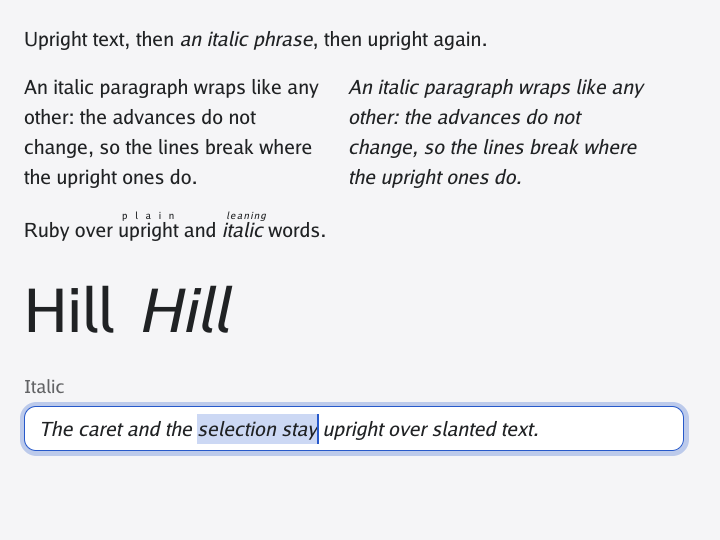 Upright text, then an italic phrase, then upright again.
An italic paragraph wraps like any
other: the advances do not
change, so the lines break where
the upright ones do.
An italic paragraph wraps like any
other: the advances do not
change, so the lines break where
the upright ones do.
plain leaning
Ruby over upright and italic words.
Hill Hill
Italic
The caret and the selection stay upright over slanted text.